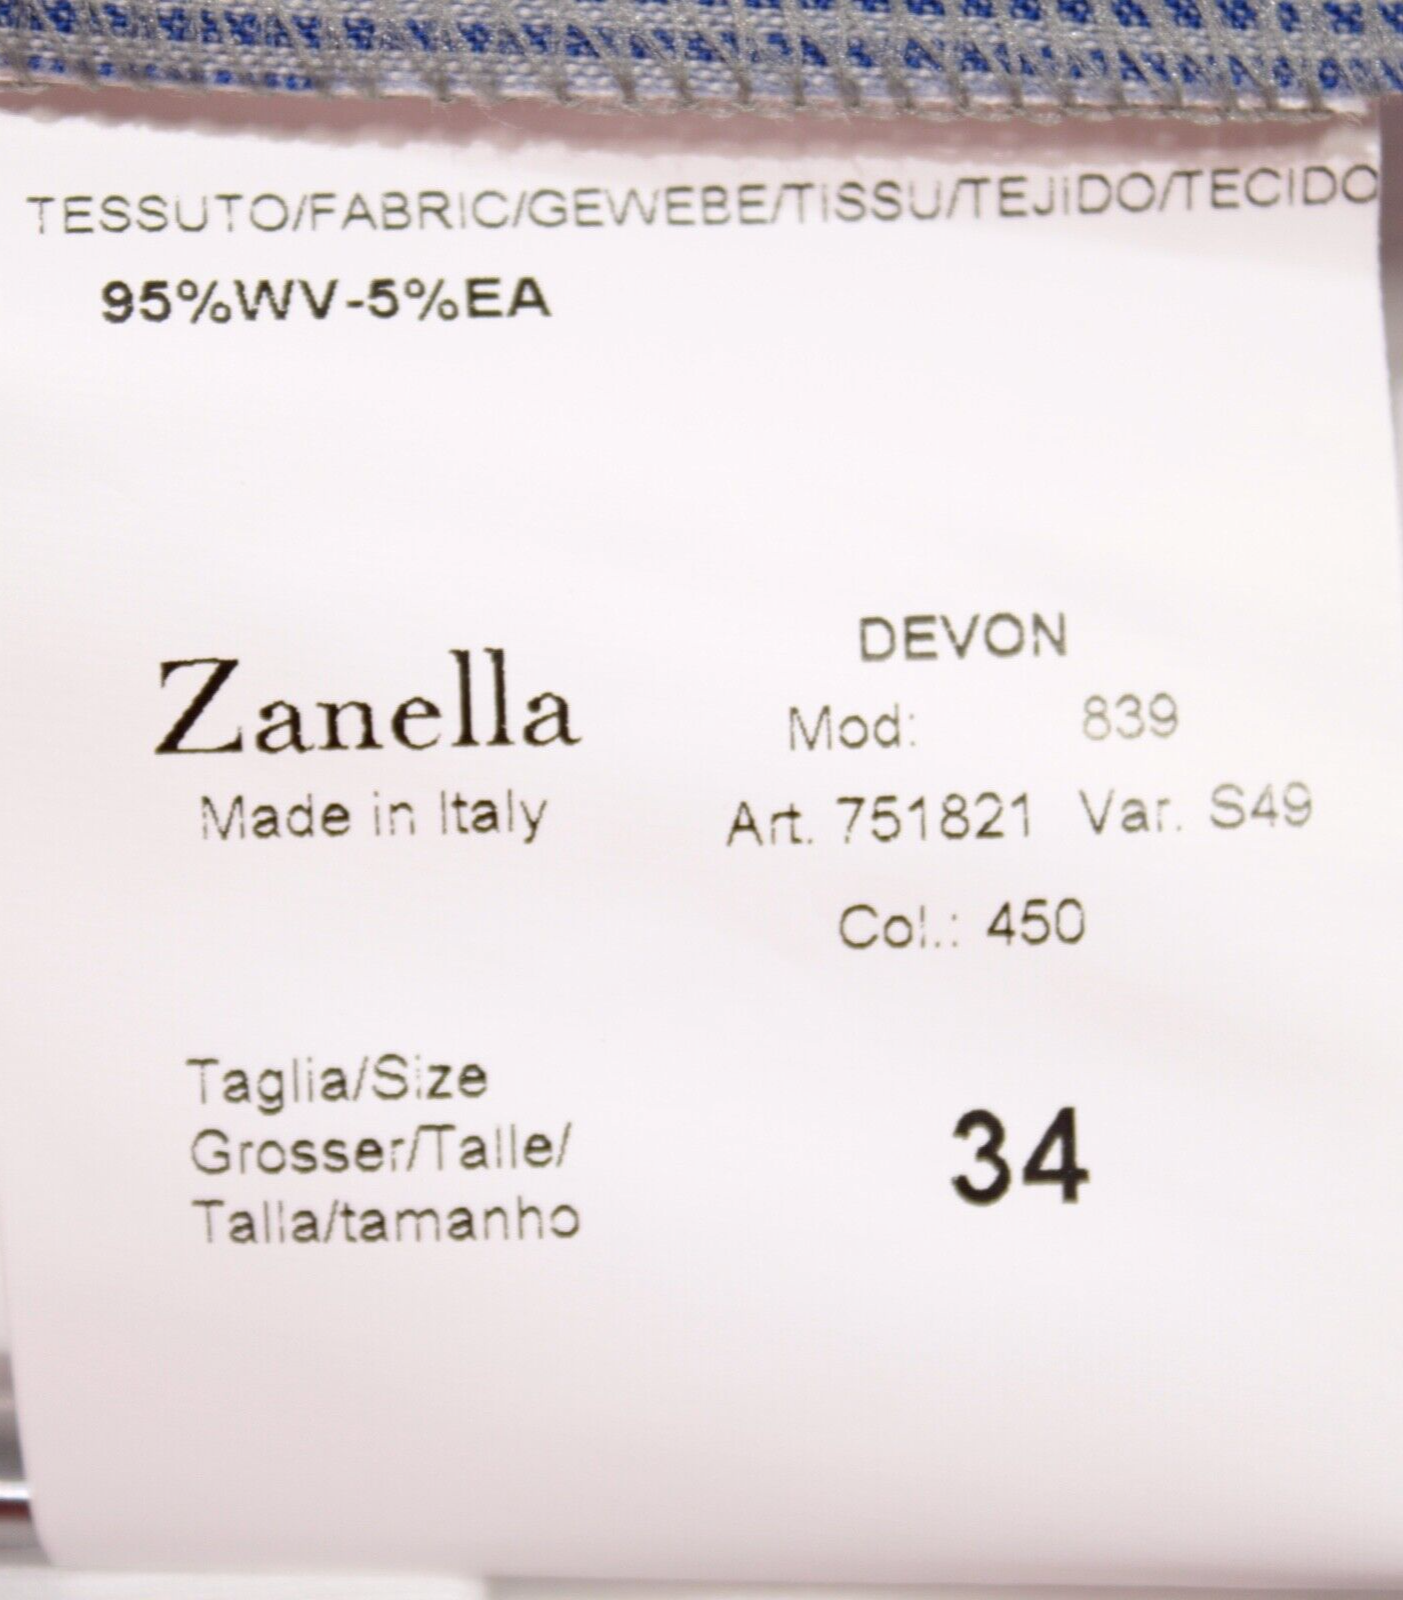 TESSUTO/FABRIC/GEWEBE/TiSSU/TEJiDO/TECIDO
95%WV-5%EA
DEVON
Zanella
Mod: 839
Made in Italy
Art. 751821 Var. S49
Col.: 450
Taglia/Size
Grosser/Talle/
Talla/tamanho
34